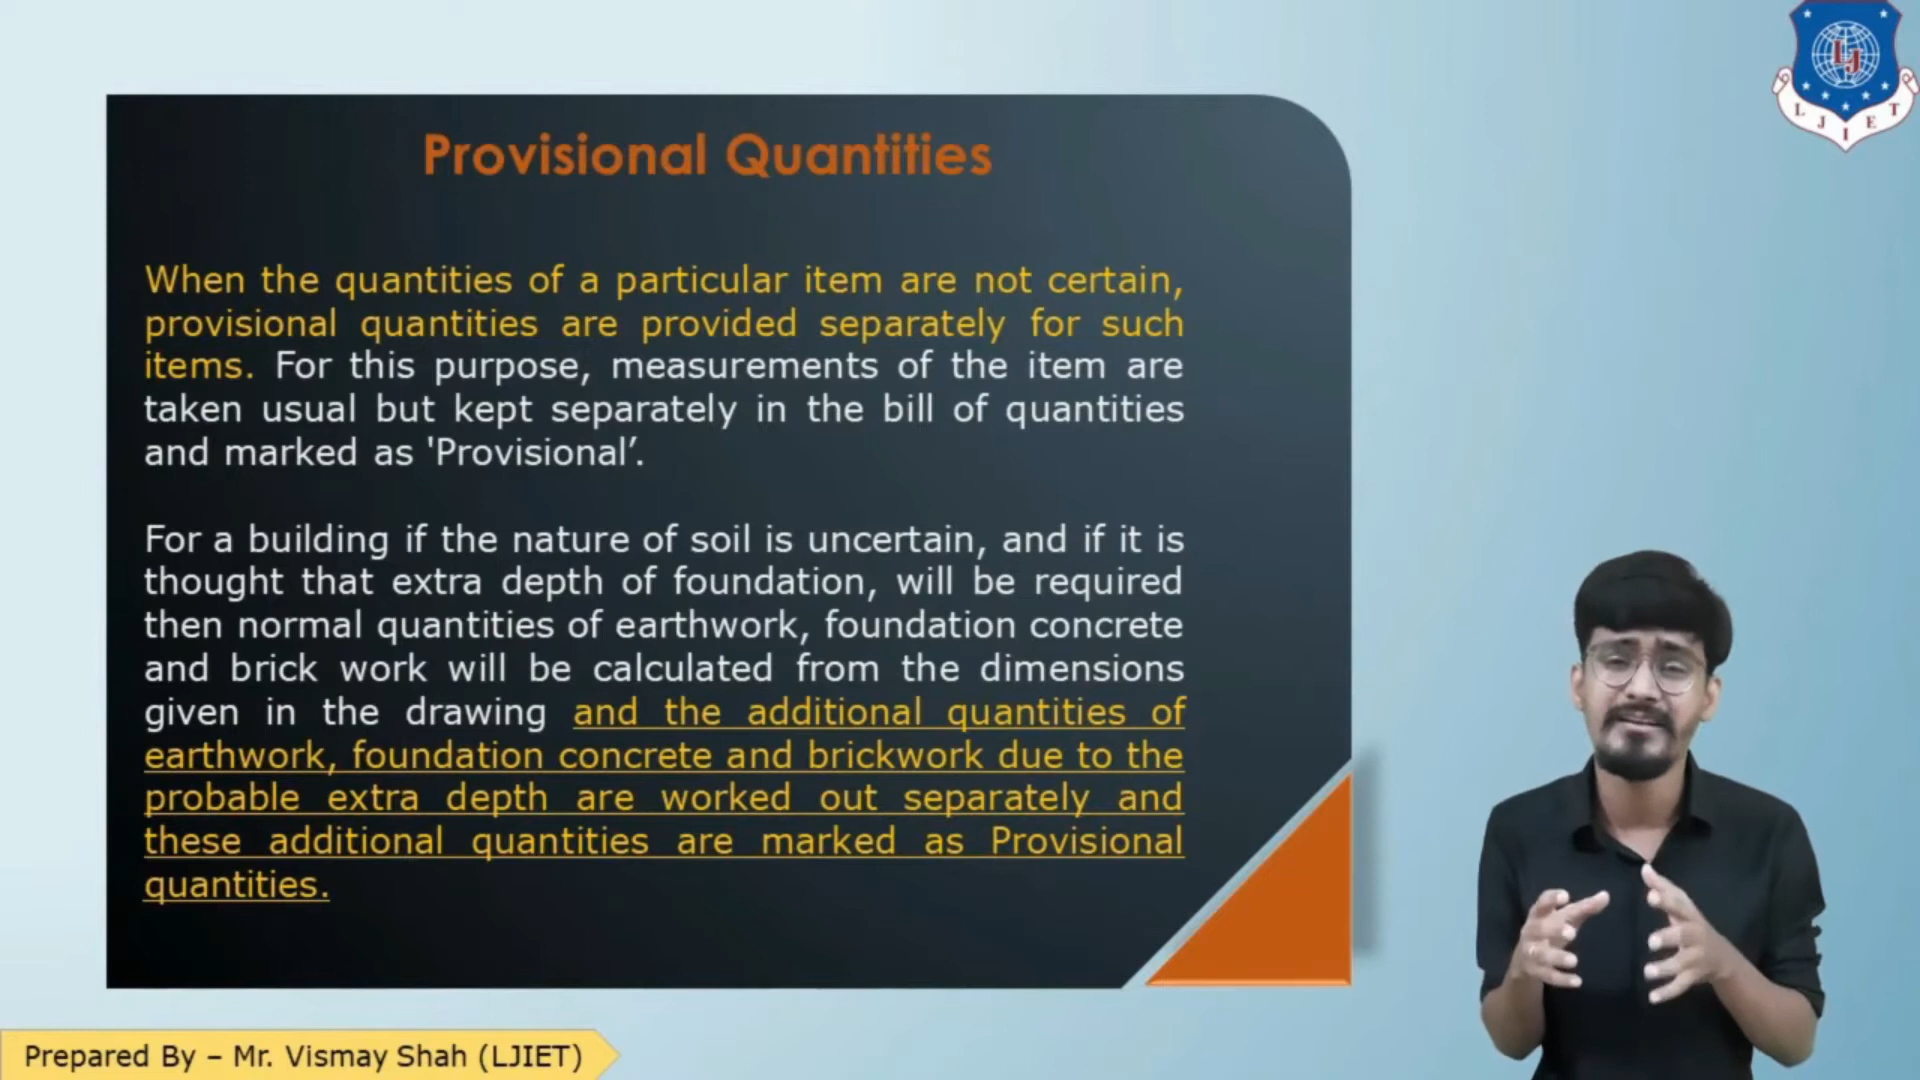 Provisional Quantities
When the quantities of a particular item are not certain,
provisional quantities are provided separately for such
items. For this purpose, measurements of the item are
taken usual but kept separately in the bill of quantities
and marked as 'Provisional’.
For a building if the nature of soil is uncertain, and if it is
thought that extra depth of foundation, will be required
then normal quantities of earthwork, foundation concrete
and brick work will be calculated from the dimensions
given in the drawing and the additional quantities of
earthwork, foundation concrete and brickwork due to the
probable extra depth are worked out separately and
these additional quantities are marked as Provisional
quantities.
LJ
L J I E T
Prepared By – Mr. Vismay Shah (LJIET)